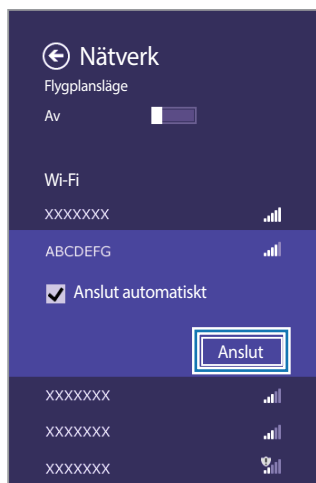 Nätverk
Flygplansläge
Av
Wi-Fi
XXXXXXX
ABCDEFG
Anslut automatiskt
Anslut
XXXXXXX
XXXXXXX
XXXXXXX